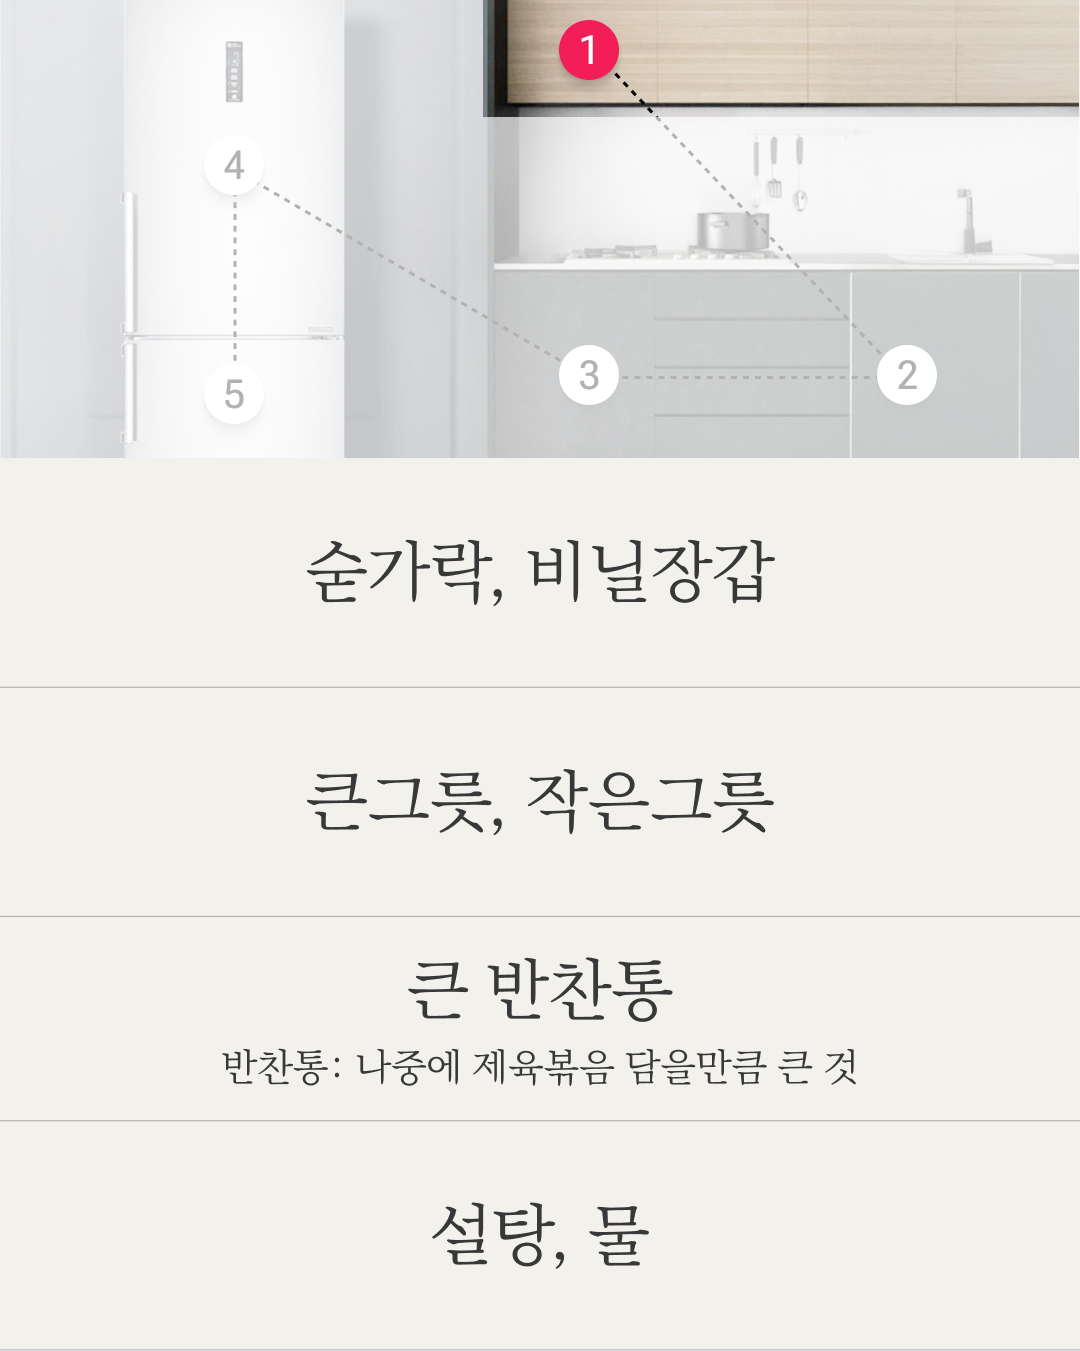 1
4
3
2
5
숟가락, 비닐장갑
큰그릇, 작은그릇
큰 반찬통
반찬통: 나중에 제육볶음 담을만큼 큰 것
설탕, 물